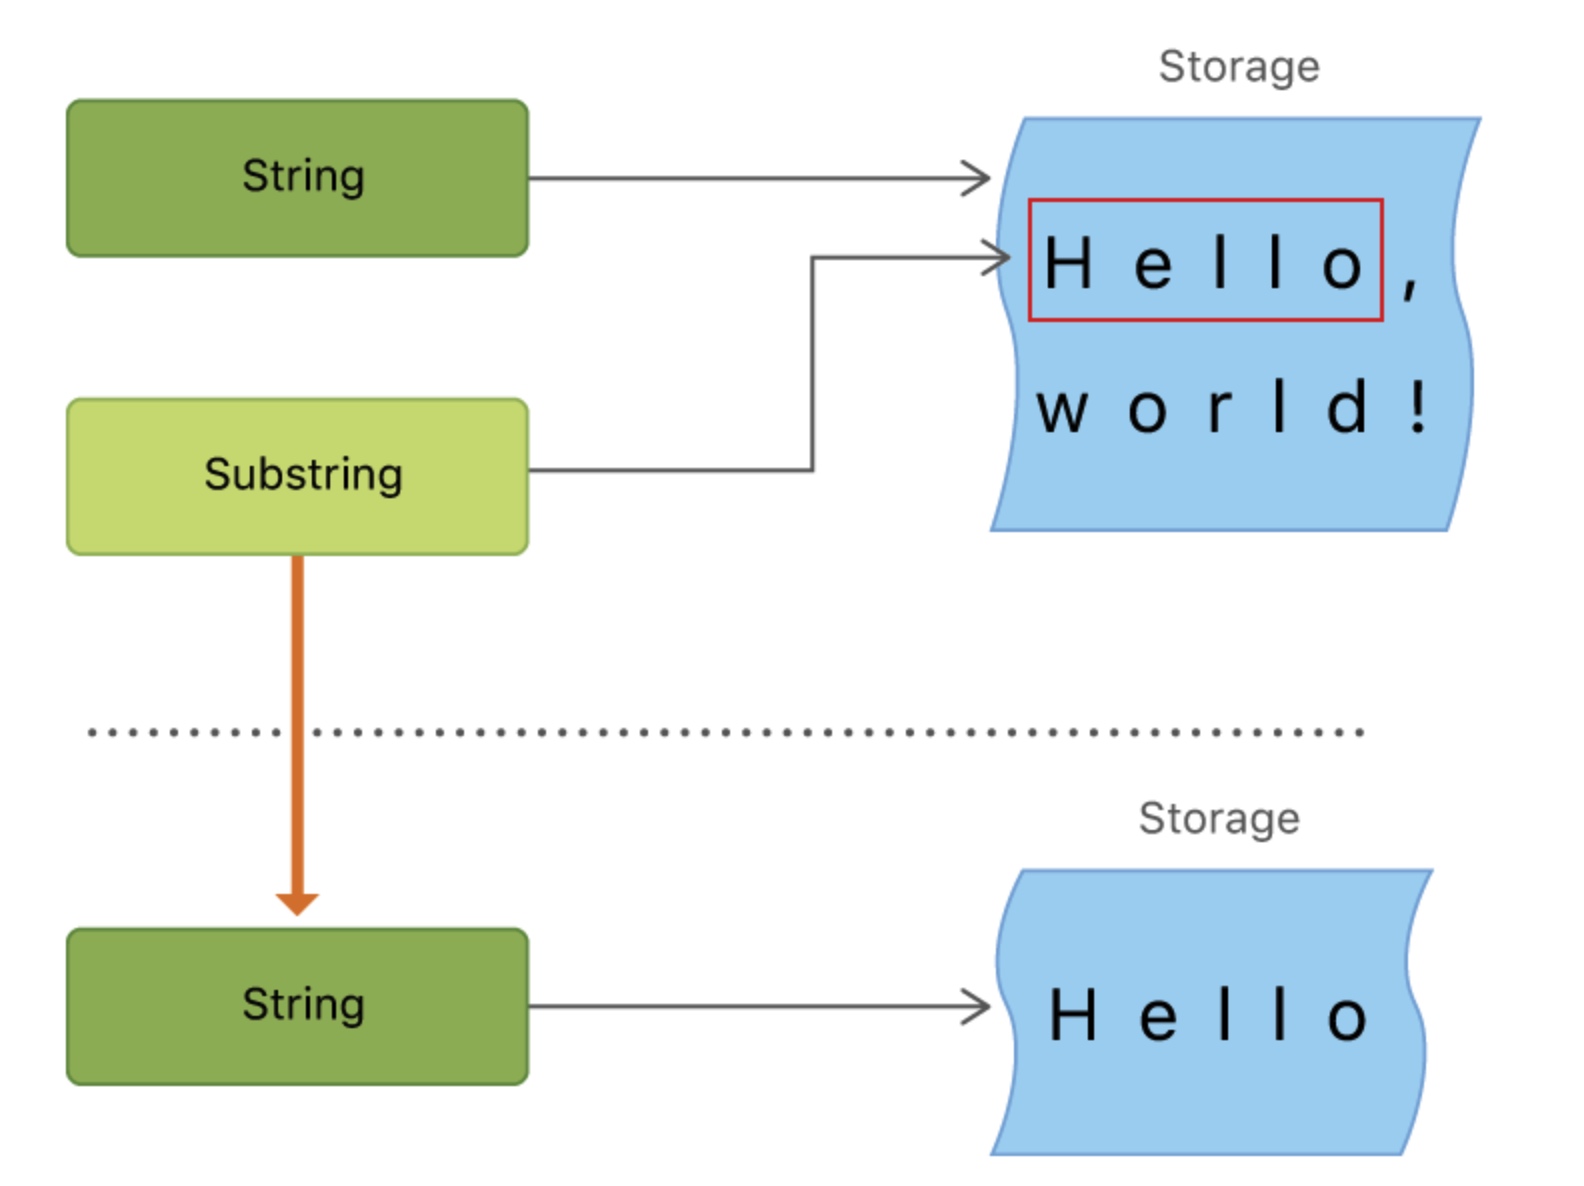 Storage
String
H e l l o ,
Substring
w o r l d !
Storage
String
H e l l o